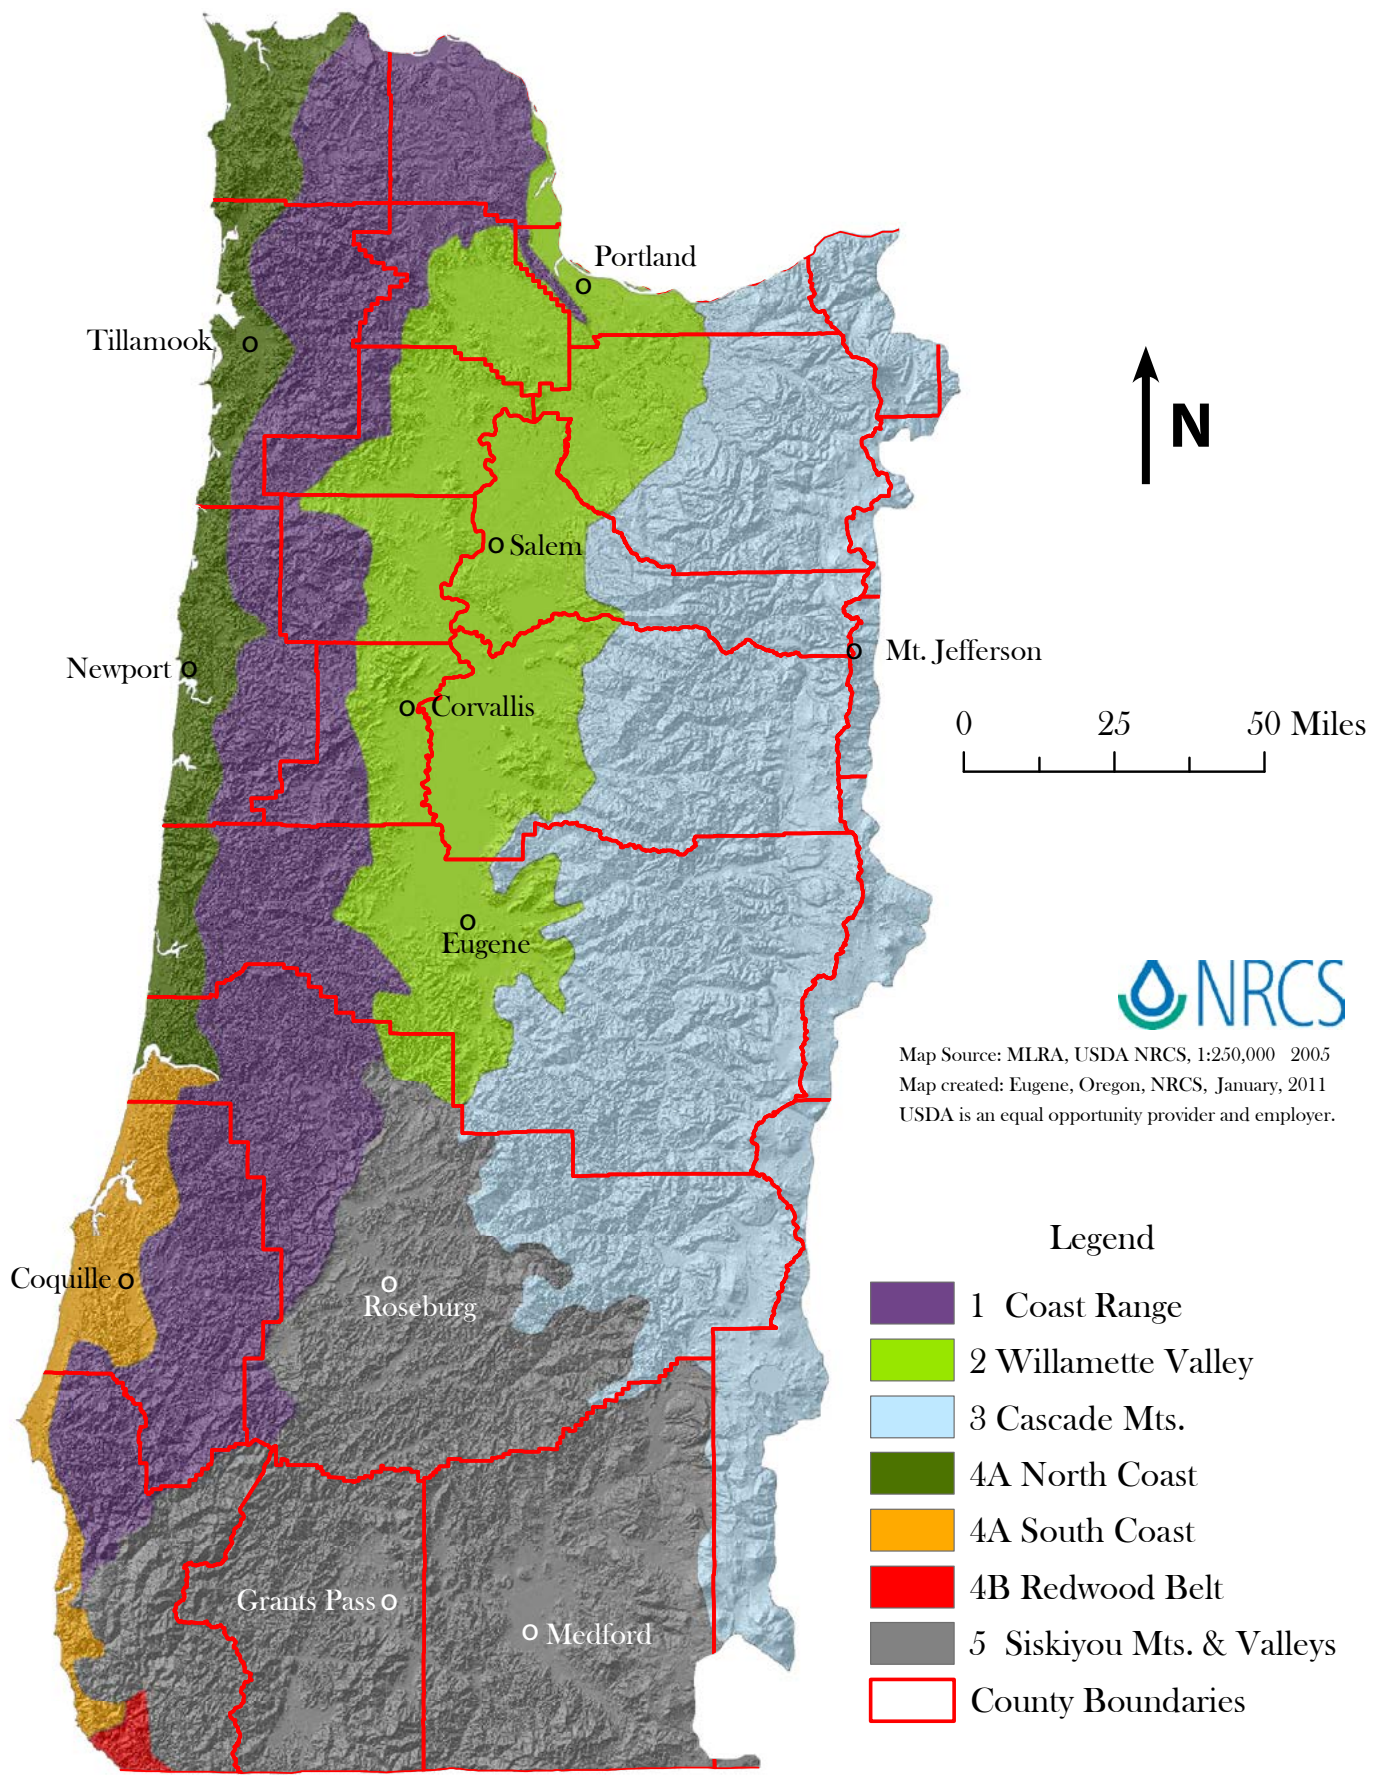 Portland
Tillamook
N
Salem
Mt. Jefferson
Newport
Corvallis
0 25 50 Miles
Eugene
NRCS
Map Source: MLRA, USDA NRCS, 1:250,000 2005
Map created: Eugene, Oregon, NRCS, January, 2011
USDA is an equal opportunity provider and employer.
Legend
Coquille
Roseburg
1 Coast Range
2 Willamette Valley
3 Cascade Mts.
4A North Coast
4A South Coast
4B Redwood Belt
Grants Pass
Medford
5 Siskiyou Mts. & Valleys
County Boundaries